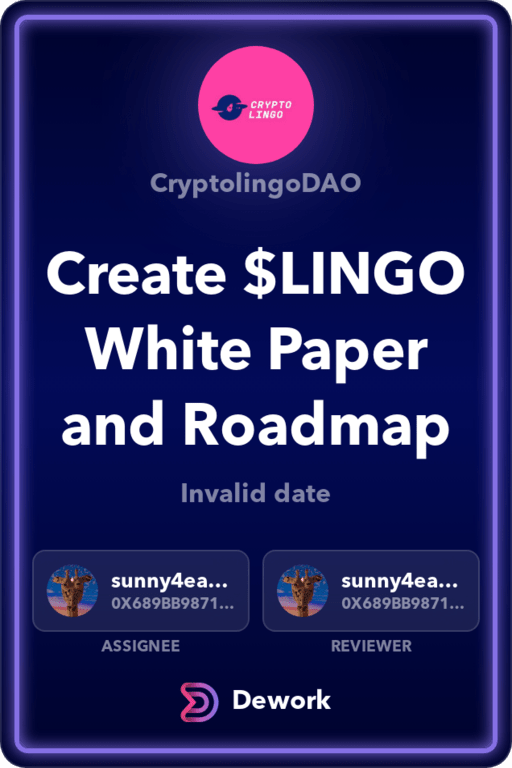 CRYPTO
LINGO
CryptolingoDAO
Create $LINGO
White Paper
and Roadmap
Invalid date
sunny4ea...
0X689BB9871...
sunny4ea...
0X689BB9871...
ASSIGNEE
REVIEWER
Dework